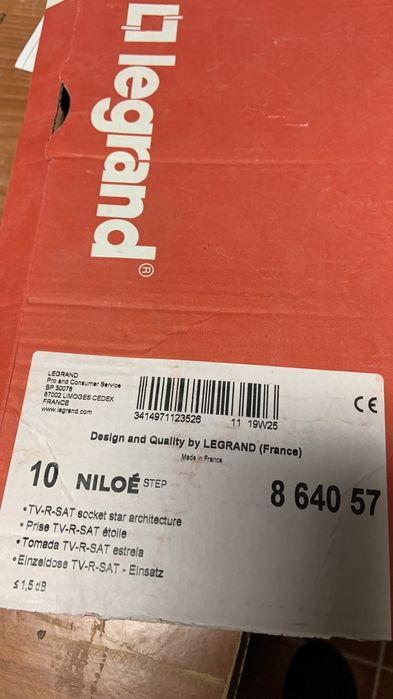 legrand®
LEGRAND
Pro and Consumer Service
BP 30076
87002 LIMOGES CEDEX
FRANCE
www.legrand.com
3414971123526 11 19W25
CE
Design and Quality by LEGRAND (France)
Made in France
10 NILOÉ STEP 8 640 57
• TV-R-SAT socket star architecture
• Prise TV-R-SAT étoile
• Tomada TV-R-SAT estrela
• Einzeldose TV-R-SAT - Einsatz
≤ 1,5 dB